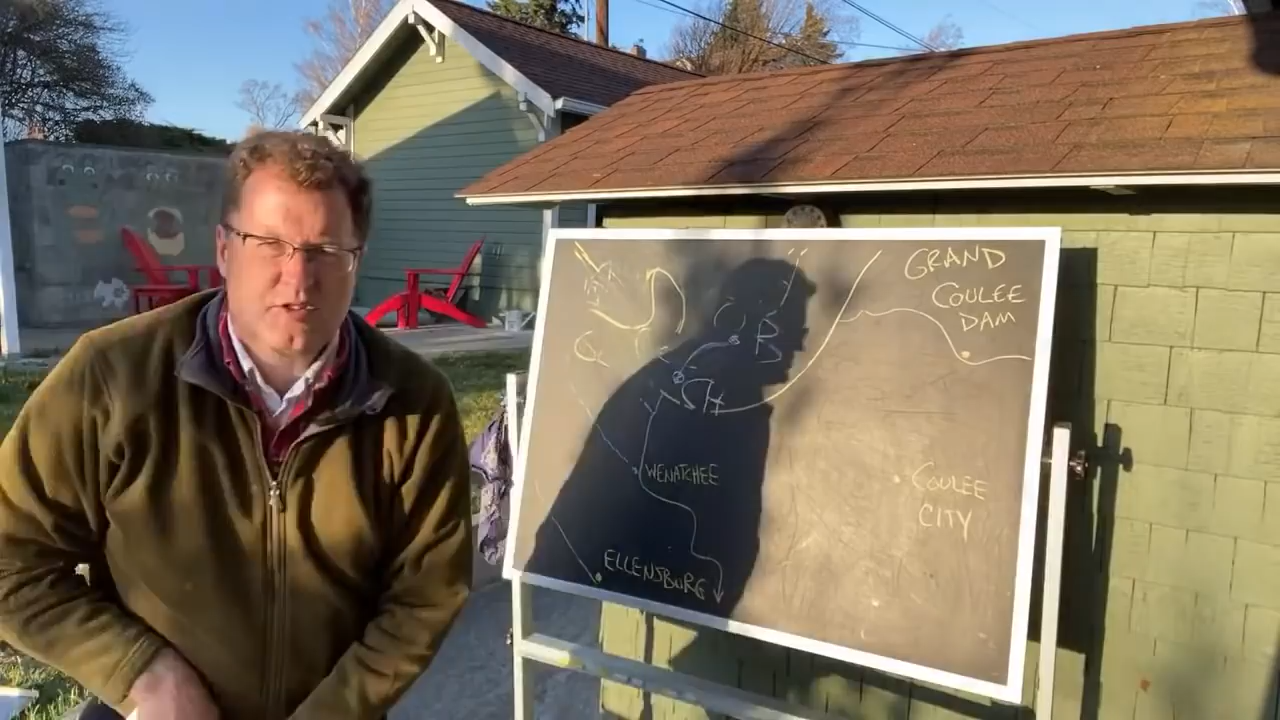 GRAND
COULEE
DAM
WENATCHEE
COULEE
CITY
ELLENSBURG